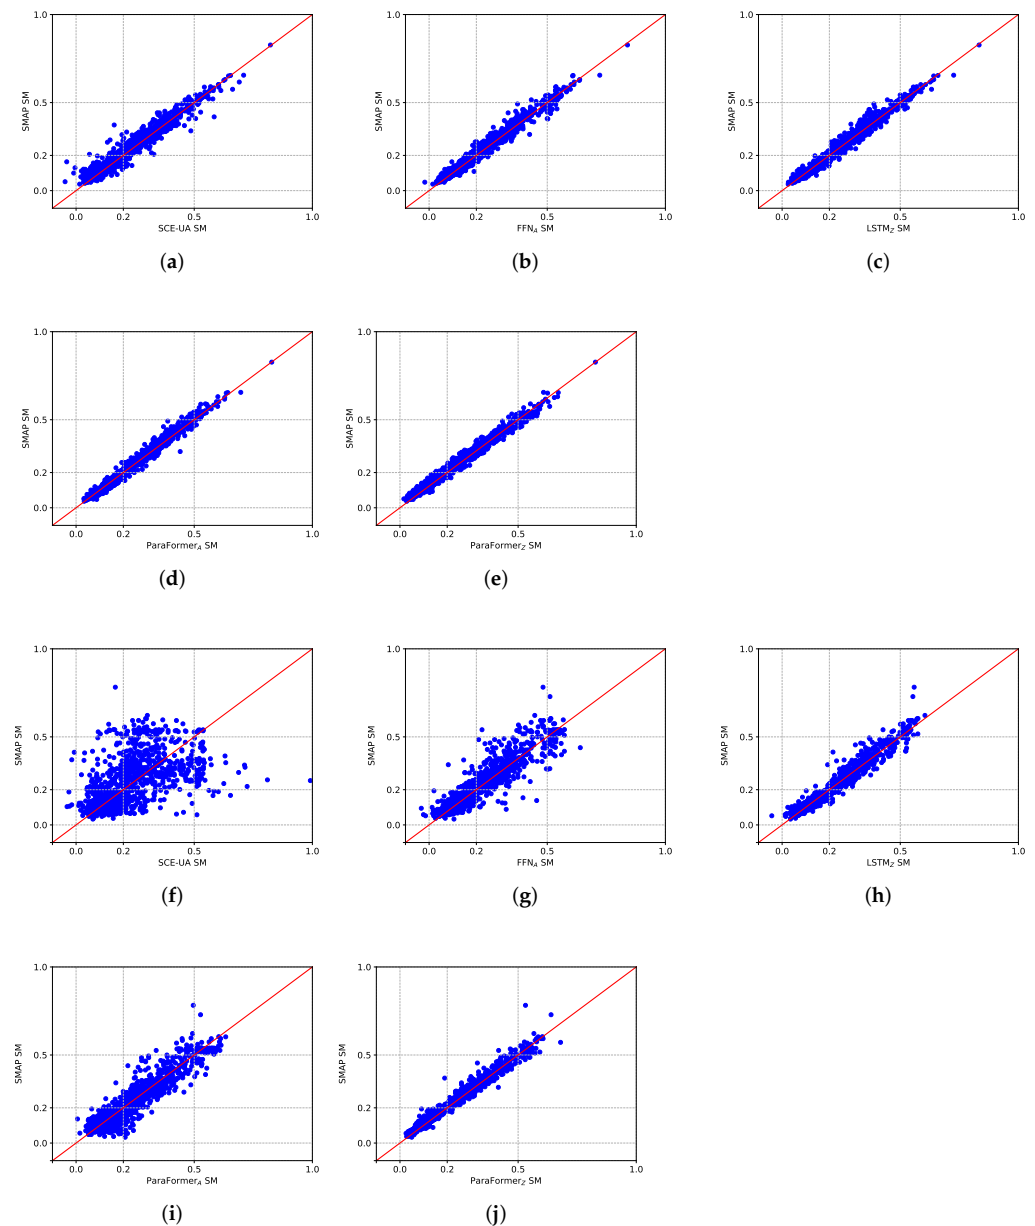 1.0
0.5
0.2
0.0
SMAP SM
0.0 0.2 0.5 1.0
SCE-UA SM
(a)
1.0
0.5
0.2
0.0
SMAP SM
0.0 0.2 0.5 1.0
FFN_A SM
(b)
1.0
0.5
0.2
0.0
SMAP SM
0.0 0.2 0.5 1.0
LSTM_Z SM
(c)
1.0
0.5
0.2
0.0
SMAP SM
0.0 0.2 0.5 1.0
ParaFormer_A SM
(d)
1.0
0.5
0.2
0.0
SMAP SM
0.0 0.2 0.5 1.0
ParaFormer_Z SM
(e)
1.0
0.5
0.2
0.0
SMAP SM
0.0 0.2 0.5 1.0
SCE-UA SM
(f)
1.0
0.5
0.2
0.0
SMAP SM
0.0 0.2 0.5 1.0
FFN_A SM
(g)
1.0
0.5
0.2
0.0
SMAP SM
0.0 0.2 0.5 1.0
LSTM_Z SM
(h)
1.0
0.5
0.2
0.0
SMAP SM
0.0 0.2 0.5 1.0
ParaFormer_A SM
(i)
1.0
0.5
0.2
0.0
SMAP SM
0.0 0.2 0.5 1.0
ParaFormer_Z SM
(j)